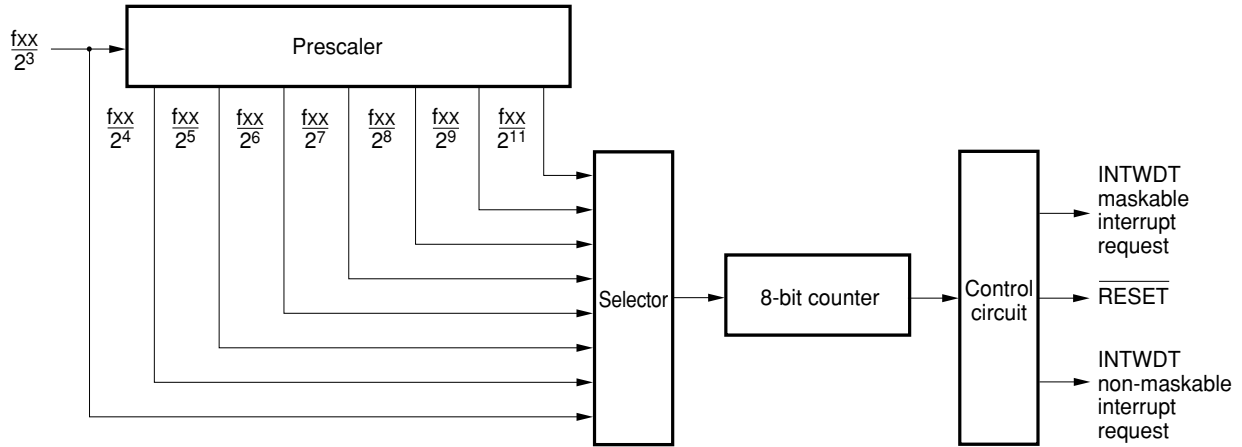 fxx
2³
Prescaler
fxx
2⁴
fxx
2⁵
fxx
2⁶
fxx
2⁷
fxx
2⁸
fxx
2⁹
fxx
2¹¹
Selector
8-bit counter
Control
circuit
INTWDT
maskable
interrupt
request
R̅E̅S̅E̅T̅
INTWDT
non-maskable
interrupt
request